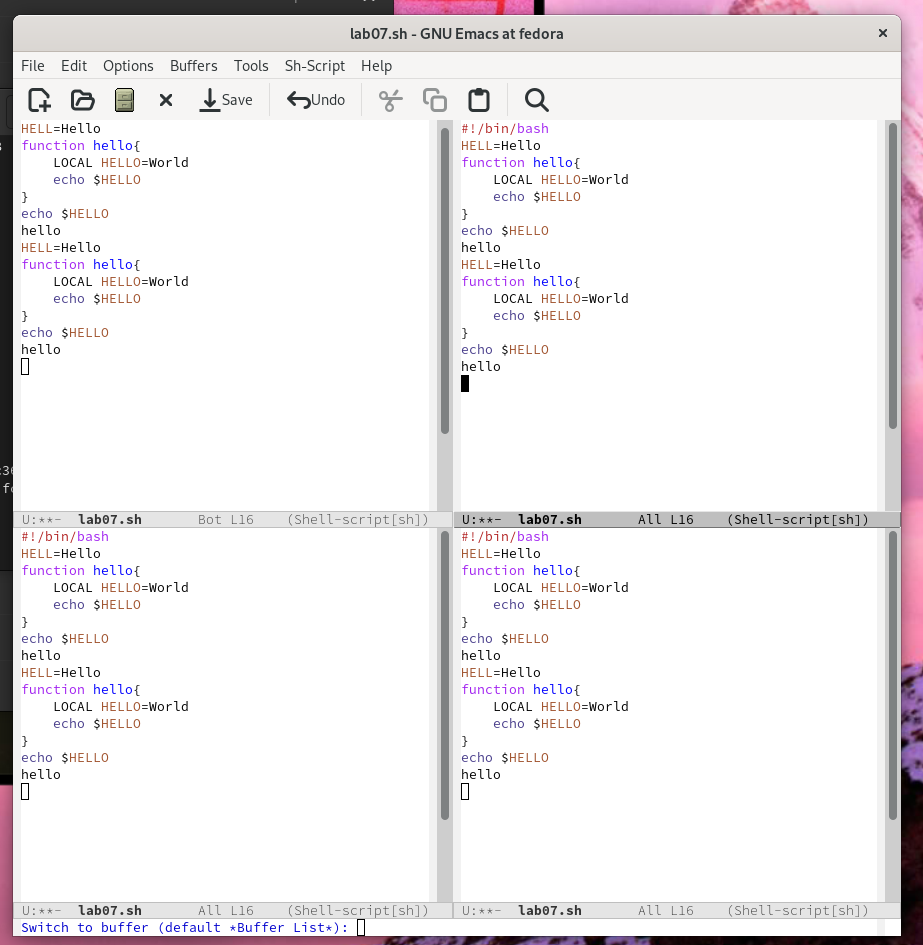 lab07.sh - GNU Emacs at fedora
File Edit Options Buffers Tools Sh-Script Help
Save Undo
HELL=Hello
function hello{
    LOCAL HELLO=World
    echo $HELLO
}
echo $HELLO
hello
HELL=Hello
function hello{
    LOCAL HELLO=World
    echo $HELLO
}
echo $HELLO
hello
U:**-  lab07.sh       Bot L16    (Shell-script[sh])
#!/bin/bash
HELL=Hello
function hello{
    LOCAL HELLO=World
    echo $HELLO
}
echo $HELLO
hello
HELL=Hello
function hello{
    LOCAL HELLO=World
    echo $HELLO
}
echo $HELLO
hello
U:**-  lab07.sh       All L16    (Shell-script[sh])
#!/bin/bash
HELL=Hello
function hello{
    LOCAL HELLO=World
    echo $HELLO
}
echo $HELLO
hello
HELL=Hello
function hello{
    LOCAL HELLO=World
    echo $HELLO
}
echo $HELLO
hello
U:**-  lab07.sh       All L16    (Shell-script[sh])
#!/bin/bash
HELL=Hello
function hello{
    LOCAL HELLO=World
    echo $HELLO
}
echo $HELLO
hello
HELL=Hello
function hello{
    LOCAL HELLO=World
    echo $HELLO
}
echo $HELLO
hello
U:**-  lab07.sh       All L16    (Shell-script[sh])
Switch to buffer (default *Buffer List*):